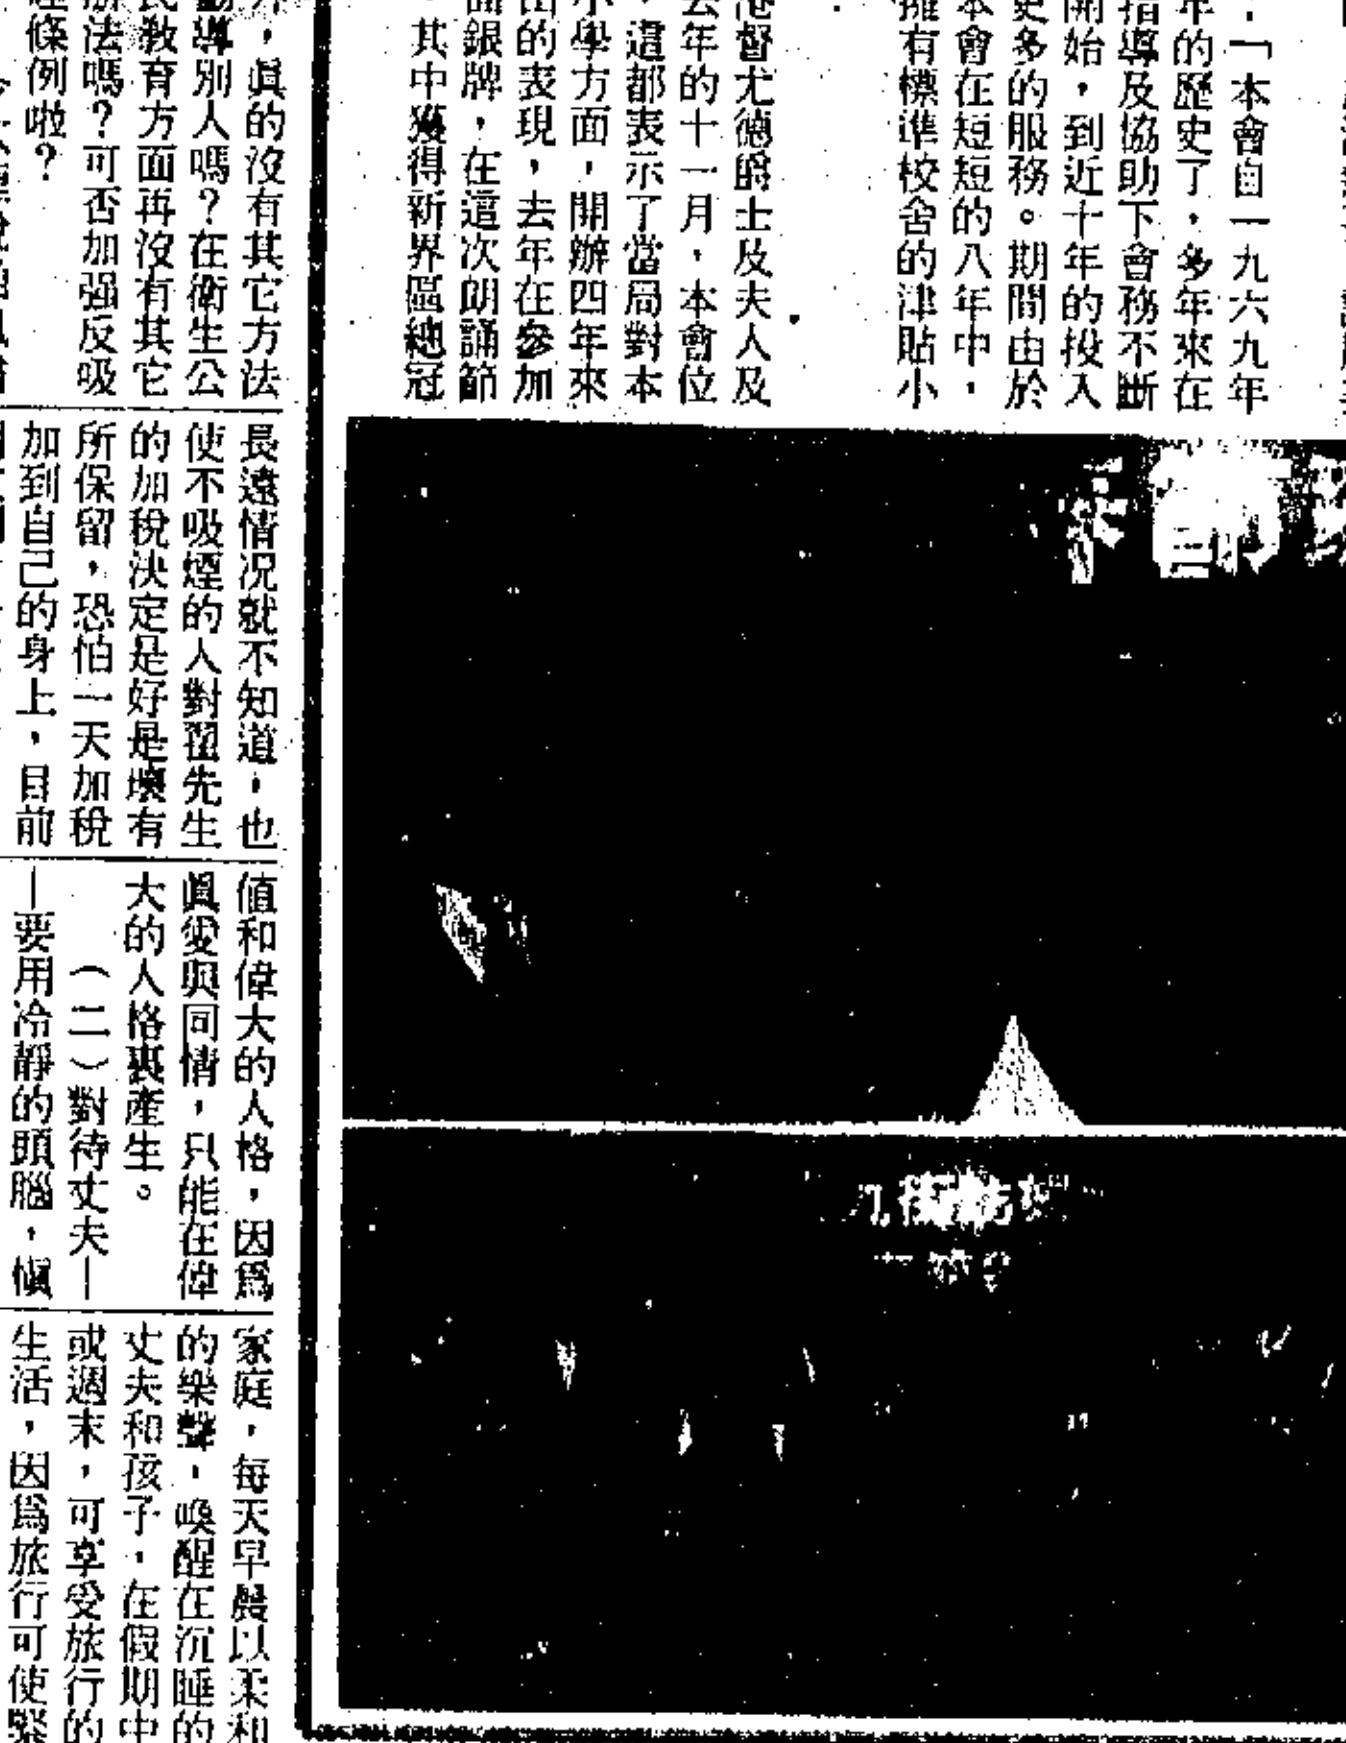 ：「本會自一九六九年
年的歷史了，多年來在
指導及協助下會務不斷
開始，到近十年的投入
更多的服務。期間由於
本會在短短的八年中，
擁有標準校舍的津貼小
港督尤德爵士及夫人及
去年的十一月，本會位
，這都表示了當局對本
小學方面，開辦四年來
出的表現，去年在參加
銀牌，在這次朗誦節
。其中獲得新界區總冠
，眞的沒有其它方法
勸導別人嗎？在衛生公
民敎育方面再沒有其它
辦法嗎？可否加强反吸
煙條例啦？
長遠情况就不知道，也
使不吸煙的人對翟先生
的加稅決定是好是壞有
所保留，恐怕一天加稅
加到自己的身上，目前
値和偉大的人格，因爲
眞愛與同情，只能在偉
大的人格裏產生。
（二）對待丈夫—
—要用冷靜的頭腦，愼
家庭，每天早晨以柔和
的樂聲，喚醒在沉睡的
丈夫和孩子，在假期中
或週末，可享受旅行的
生活，因爲旅行可使緊